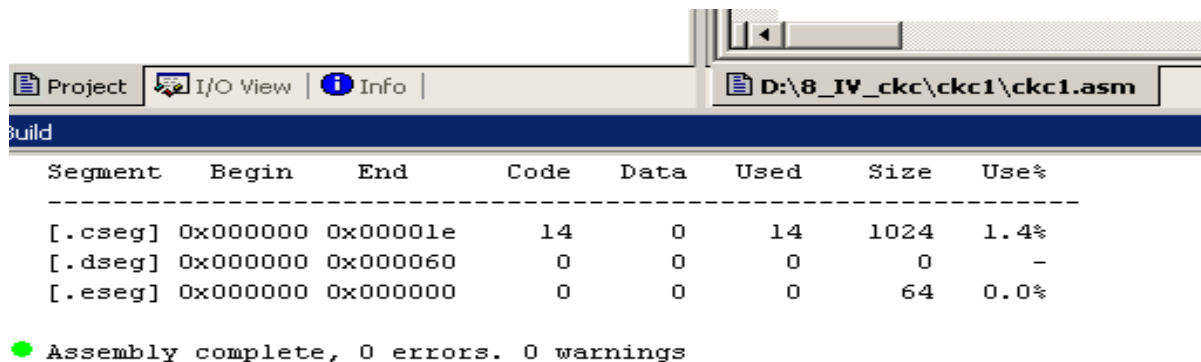 Project I/O View Info D:\8_IV_ckc\ckc1\ckc1.asm
Build
Segment Begin End Code Data Used Size Use%
---------------------------------------------------------------
[.cseg] 0x000000 0x00001e 14 0 14 1024 1.4%
[.dseg] 0x000000 0x000060 0 0 0 0 -
[.eseg] 0x000000 0x000000 0 0 0 64 0.0%
Assembly complete, 0 errors. 0 warnings